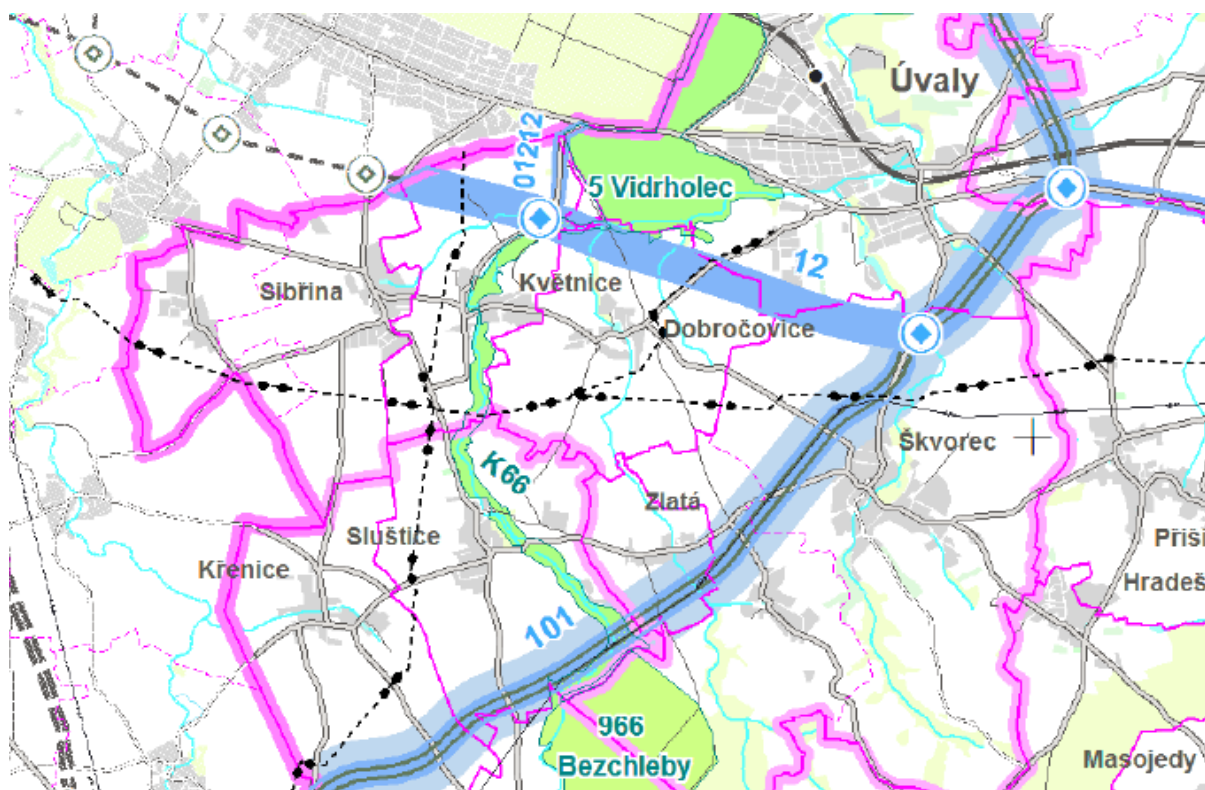 Úvaly
01212
5 Vidrholec
12
Květnice
Sibřina
Dobročovice
Škvorec
K66
Zlatá
Sluštice
Přiši
Křenice
Hradeš
101
966
Bezchleby
Masojedy